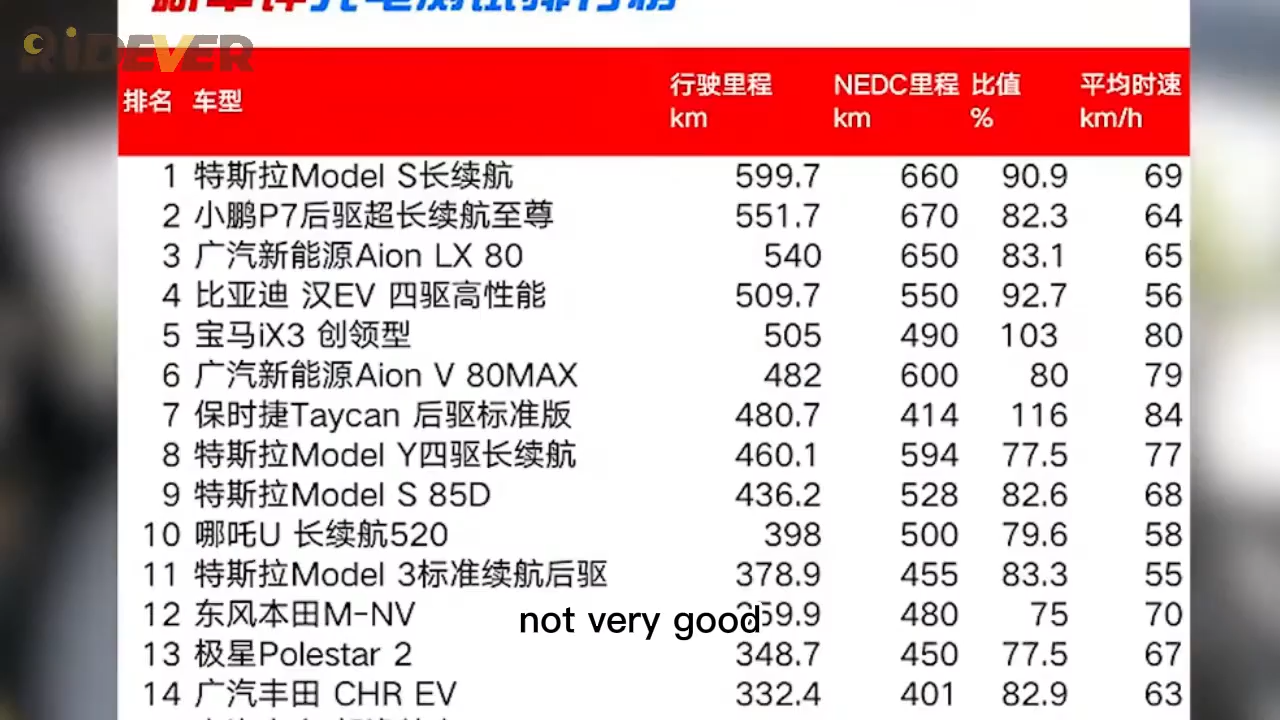 RiDEVER
排名 车型 行驶里程 km NEDC里程 km 比值 % 平均时速 km/h
1 特斯拉Model S长续航 599.7 660 90.9 69
2 小鹏P7后驱超长续航至尊 551.7 670 82.3 64
3 广汽新能源Aion LX 80 540 650 83.1 65
4 比亚迪 汉EV 四驱高性能 509.7 550 92.7 56
5 宝马iX3 创领型 505 490 103 80
6 广汽新能源Aion V 80MAX 482 600 80 79
7 保时捷Taycan 后驱标准版 480.7 414 116 84
8 特斯拉Model Y四驱长续航 460.1 594 77.5 77
9 特斯拉Model S 85D 436.2 528 82.6 68
10 哪吒U 长续航520 398 500 79.6 58
11 特斯拉Model 3标准续航后驱 378.9 455 83.3 55
12 东风本田M-NV 59.9 480 75 70
not very good
13 极星Polestar 2 348.7 450 77.5 67
14 广汽丰田 CHR EV 332.4 401 82.9 63